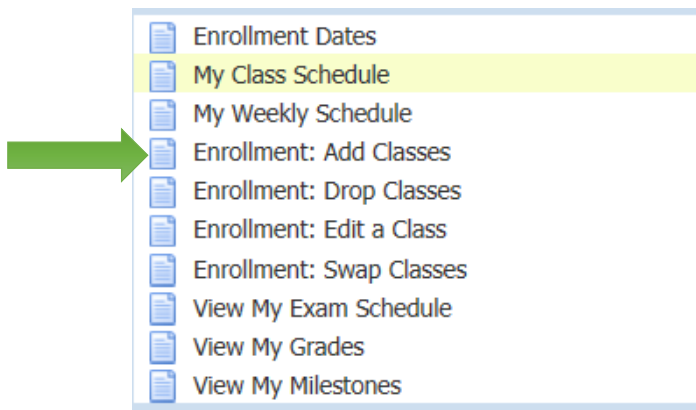 Enrollment Dates
My Class Schedule
My Weekly Schedule
Enrollment: Add Classes
Enrollment: Drop Classes
Enrollment: Edit a Class
Enrollment: Swap Classes
View My Exam Schedule
View My Grades
View My Milestones